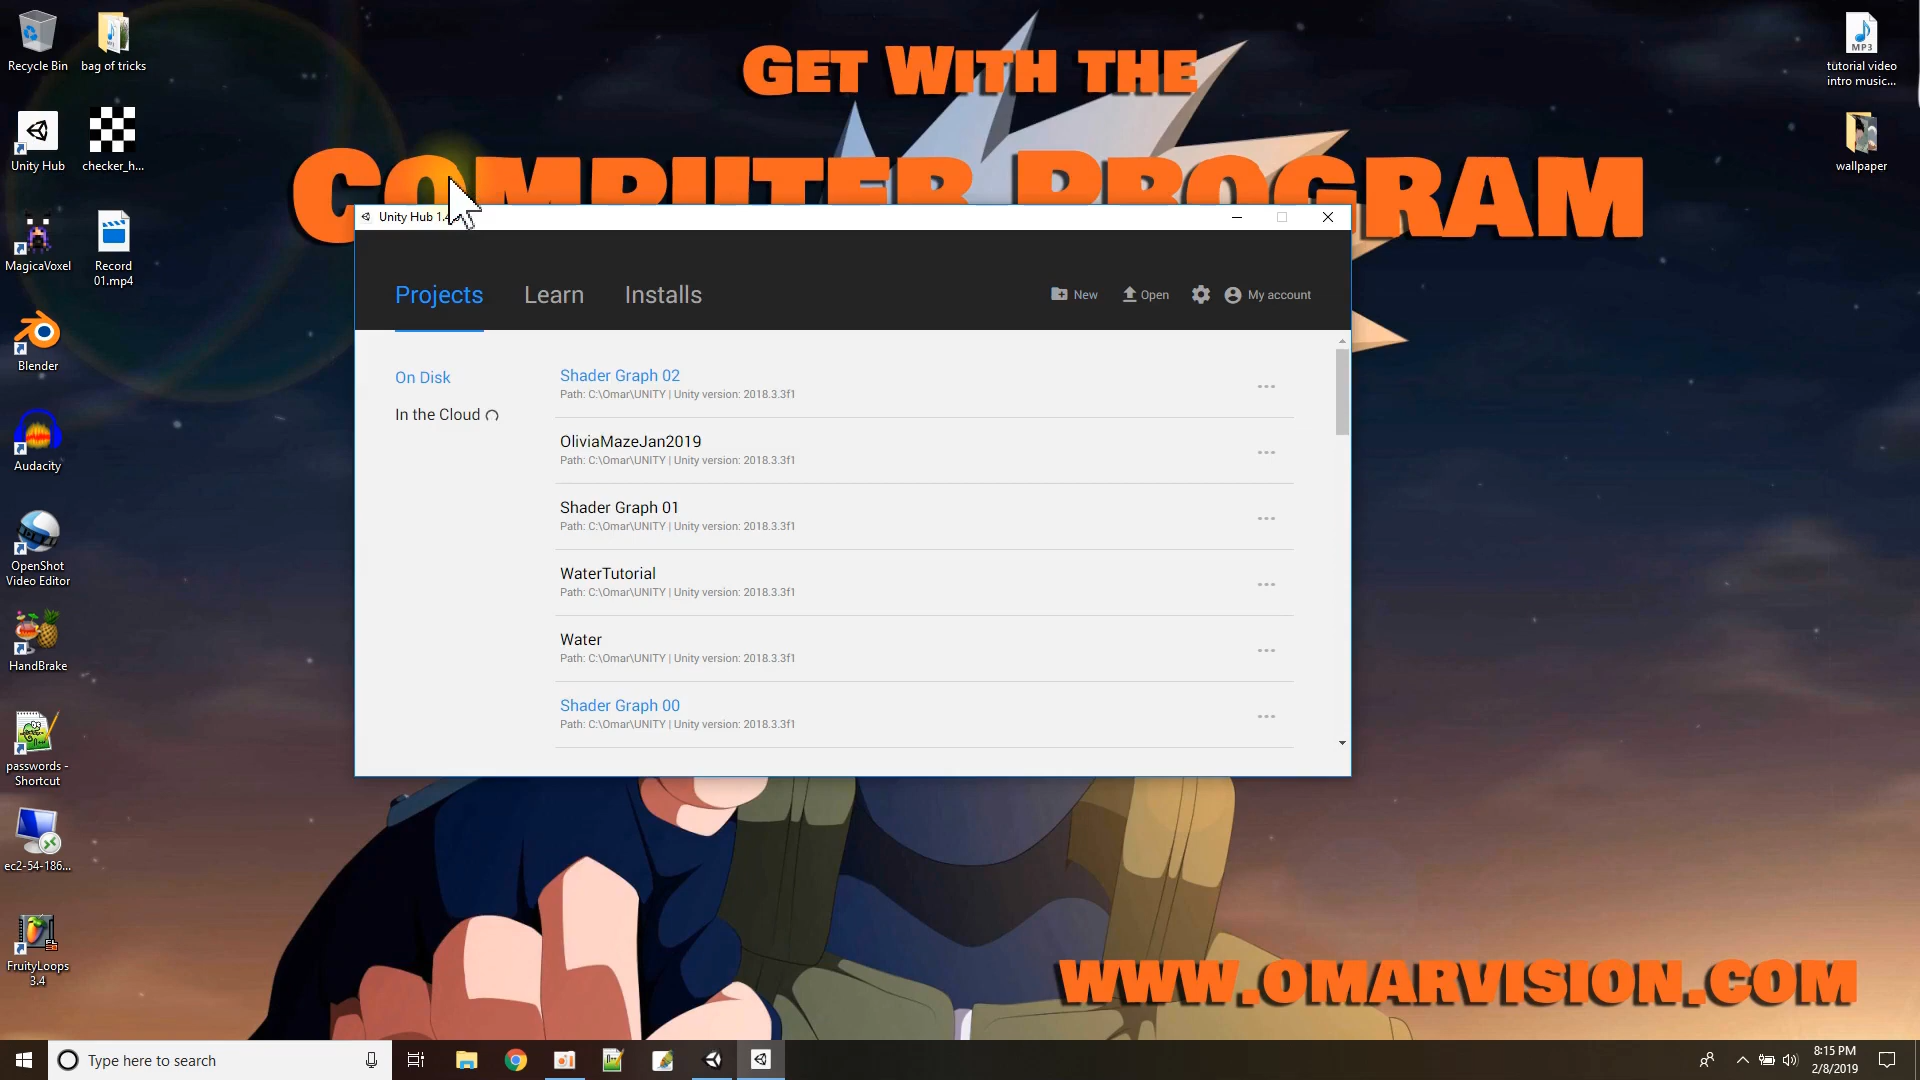 Recycle Bin
bag of tricks
GET WITH THE
COMPUTER PROGRAM
tutorial video
intro music...
Unity Hub
checker_h...
wallpaper
MagicaVoxel
Record
01.mp4
Blender
Audacity
OpenShot
Video Editor
HandBrake
passwords -
Shortcut
ec2-54-186...
FruityLoops
3.4
Unity Hub
Projects
Learn
Installs
New
Open
My account
On Disk
In the Cloud
Shader Graph 02
Path: C:\Omar\UNITY | Unity version: 2018.3.3f1
OliviaMazeJan2019
Path: C:\Omar\UNITY | Unity version: 2018.3.3f1
Shader Graph 01
Path: C:\Omar\UNITY | Unity version: 2018.3.3f1
WaterTutorial
Path: C:\Omar\UNITY | Unity version: 2018.3.3f1
Water
Path: C:\Omar\UNITY | Unity version: 2018.3.3f1
Shader Graph 00
Path: C:\Omar\UNITY | Unity version: 2018.3.3f1
WWW.OMARVISION.COM
Type here to search
8:15 PM
2/8/2019